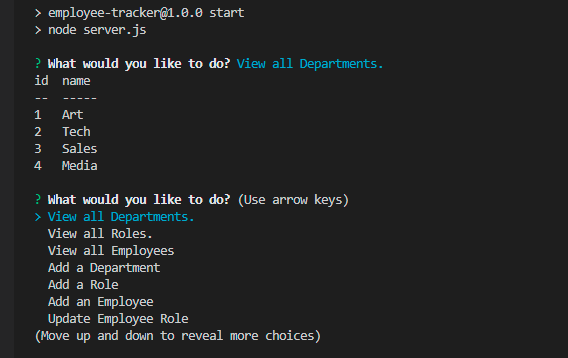 > employee-tracker@1.0.0 start
> node server.js
? What would you like to do? View all Departments.
id  name
--  -----
1   Art
2   Tech
3   Sales
4   Media
? What would you like to do? (Use arrow keys)
> View all Departments.
  View all Roles.
  View all Employees
  Add a Department
  Add a Role
  Add an Employee
  Update Employee Role
(Move up and down to reveal more choices)